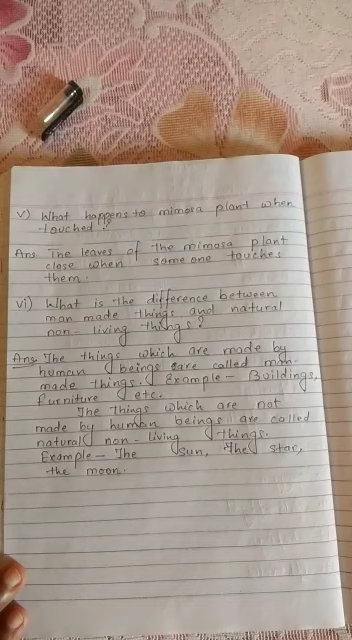 v) What happens to mimosa plant when
touched?
Ans. The leaves of the mimosa plant
close when some one touches
them.
vi) What is the difference between
man made things and natural
non-living things?
Ans. The things which are made by
human beings are called man-
made things. Example- Buildings,
furniture etc.
The things which are not
made by human beings are called
natural non-living things.
Example- The sun, the star,
the moon.